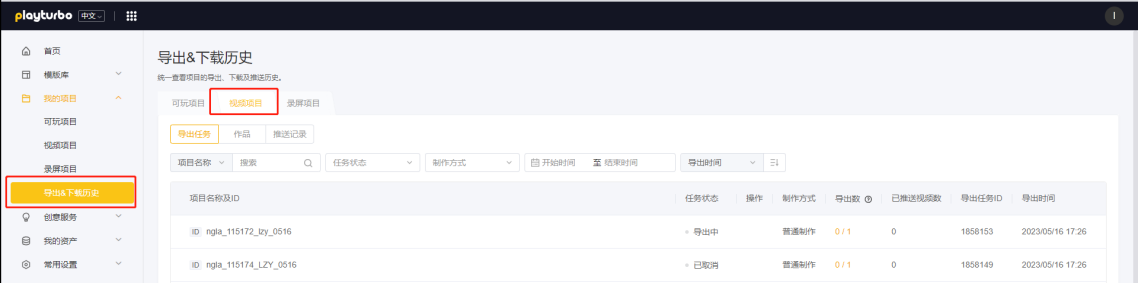 playturbo 中文
I
首页
模版库
我的项目
可玩项目
视频项目
录屏项目
导出&下载历史
创意服务
我的资产
常用设置
导出&下载历史
统一查看项目的导出、下载及推送历史。
可玩项目 视频项目 录屏项目
导出任务 作品 推送记录
项目名称 搜索 任务状态 制作方式 开始时间 至 结束时间 导出时间
项目名称及ID 任务状态 操作 制作方式 导出数 已推送视频数 导出任务ID 导出时间
ID ngla_115172_lzy_0516 导出中 普通制作 0 / 1 0 1858153 2023/05/16 17:26
ID ngla_115174_LZY_0516 已取消 普通制作 0 / 1 0 1858149 2023/05/16 17:26